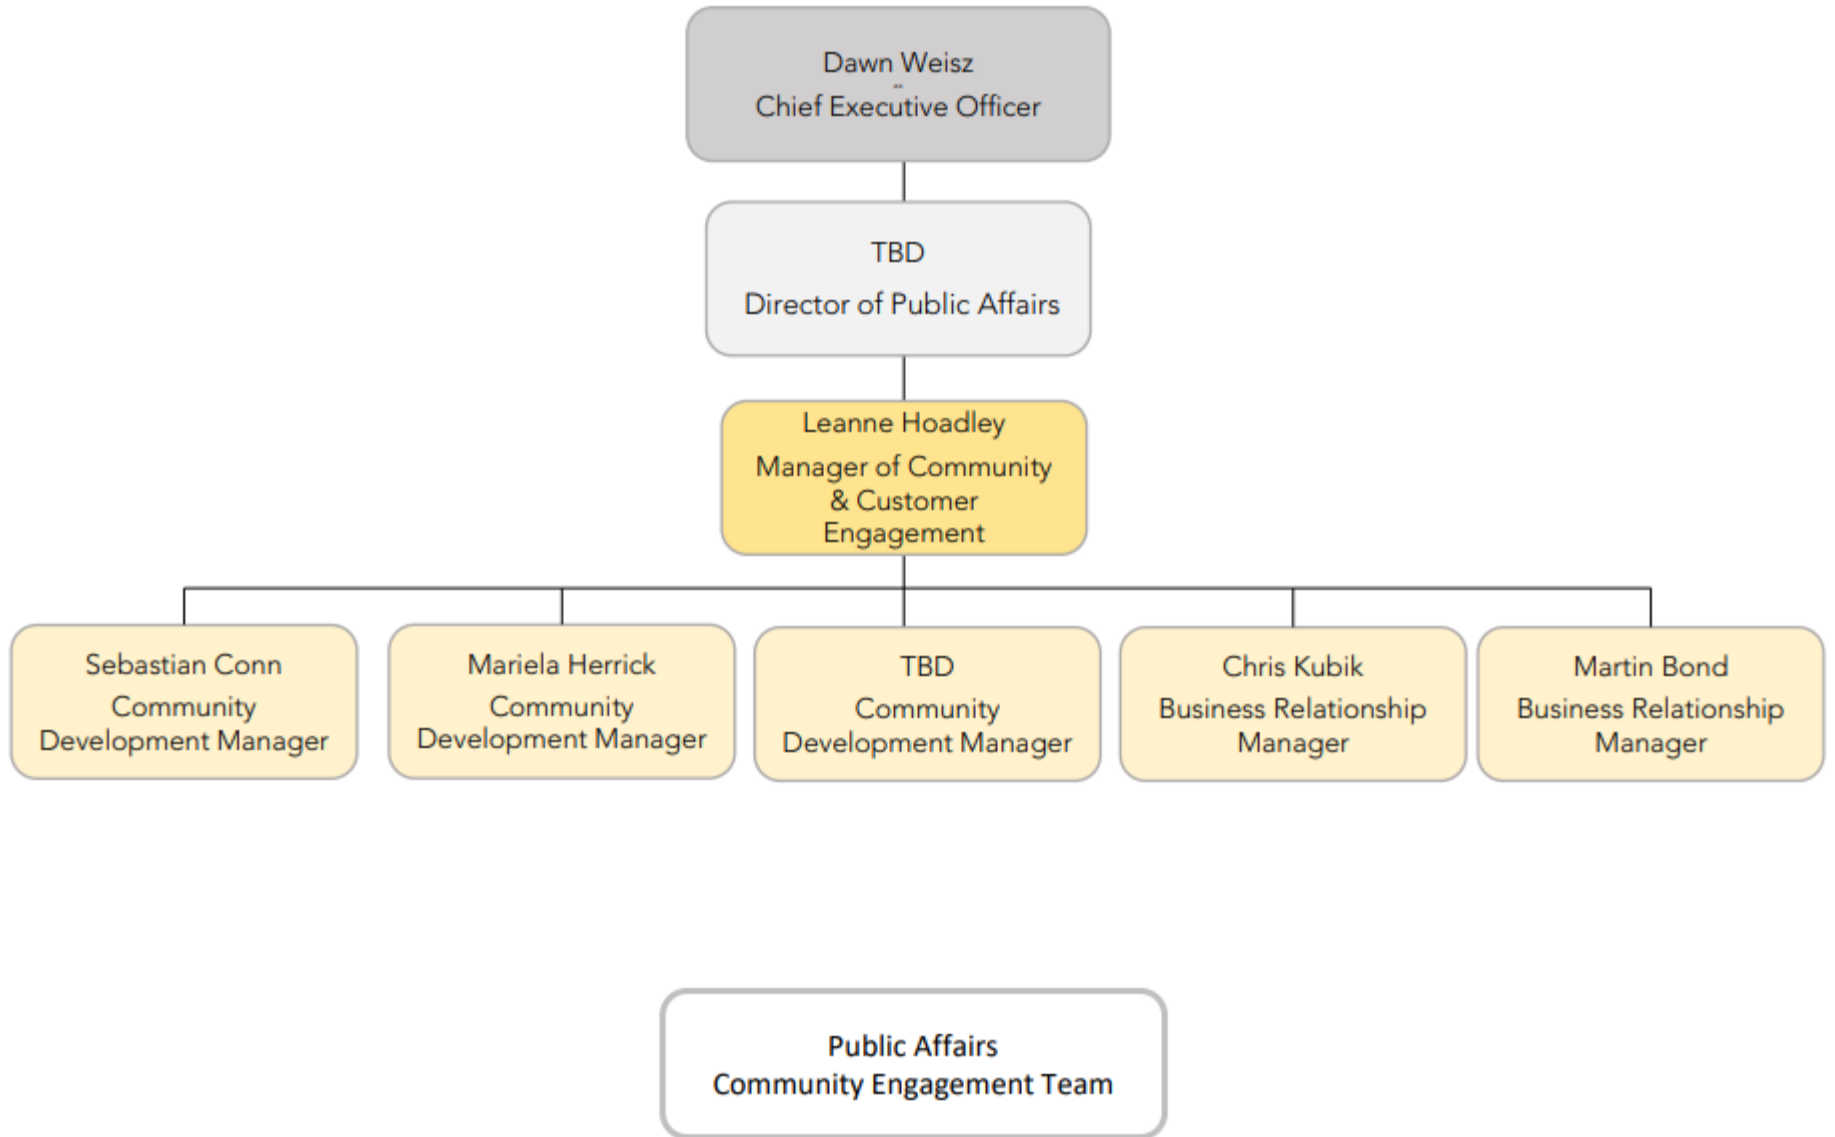 Dawn Weisz
Chief Executive Officer
TBD
Director of Public Affairs
Leanne Hoadley
Manager of Community
& Customer
Engagement
Sebastian Conn
Community
Development Manager
Mariela Herrick
Community
Development Manager
TBD
Community
Development Manager
Chris Kubik
Business Relationship
Manager
Martin Bond
Business Relationship
Manager
Public Affairs
Community Engagement Team